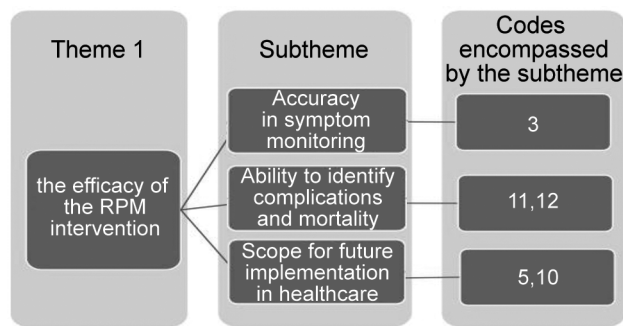 Theme 1
the efficacy of
the RPM
intervention
Subtheme
Accuracy
in symptom
monitoring
Ability to identify
complications
and mortality
Scope for future
implementation
in healthcare
Codes
encompassed
by the subtheme
3
11,12
5,10